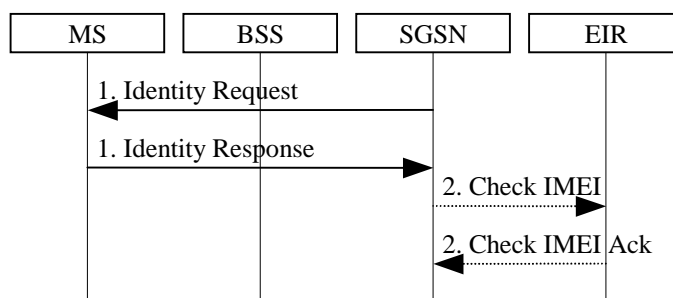 MS BSS SGSN EIR
1. Identity Request
1. Identity Response
2. Check IMEI
2. Check IMEI Ack